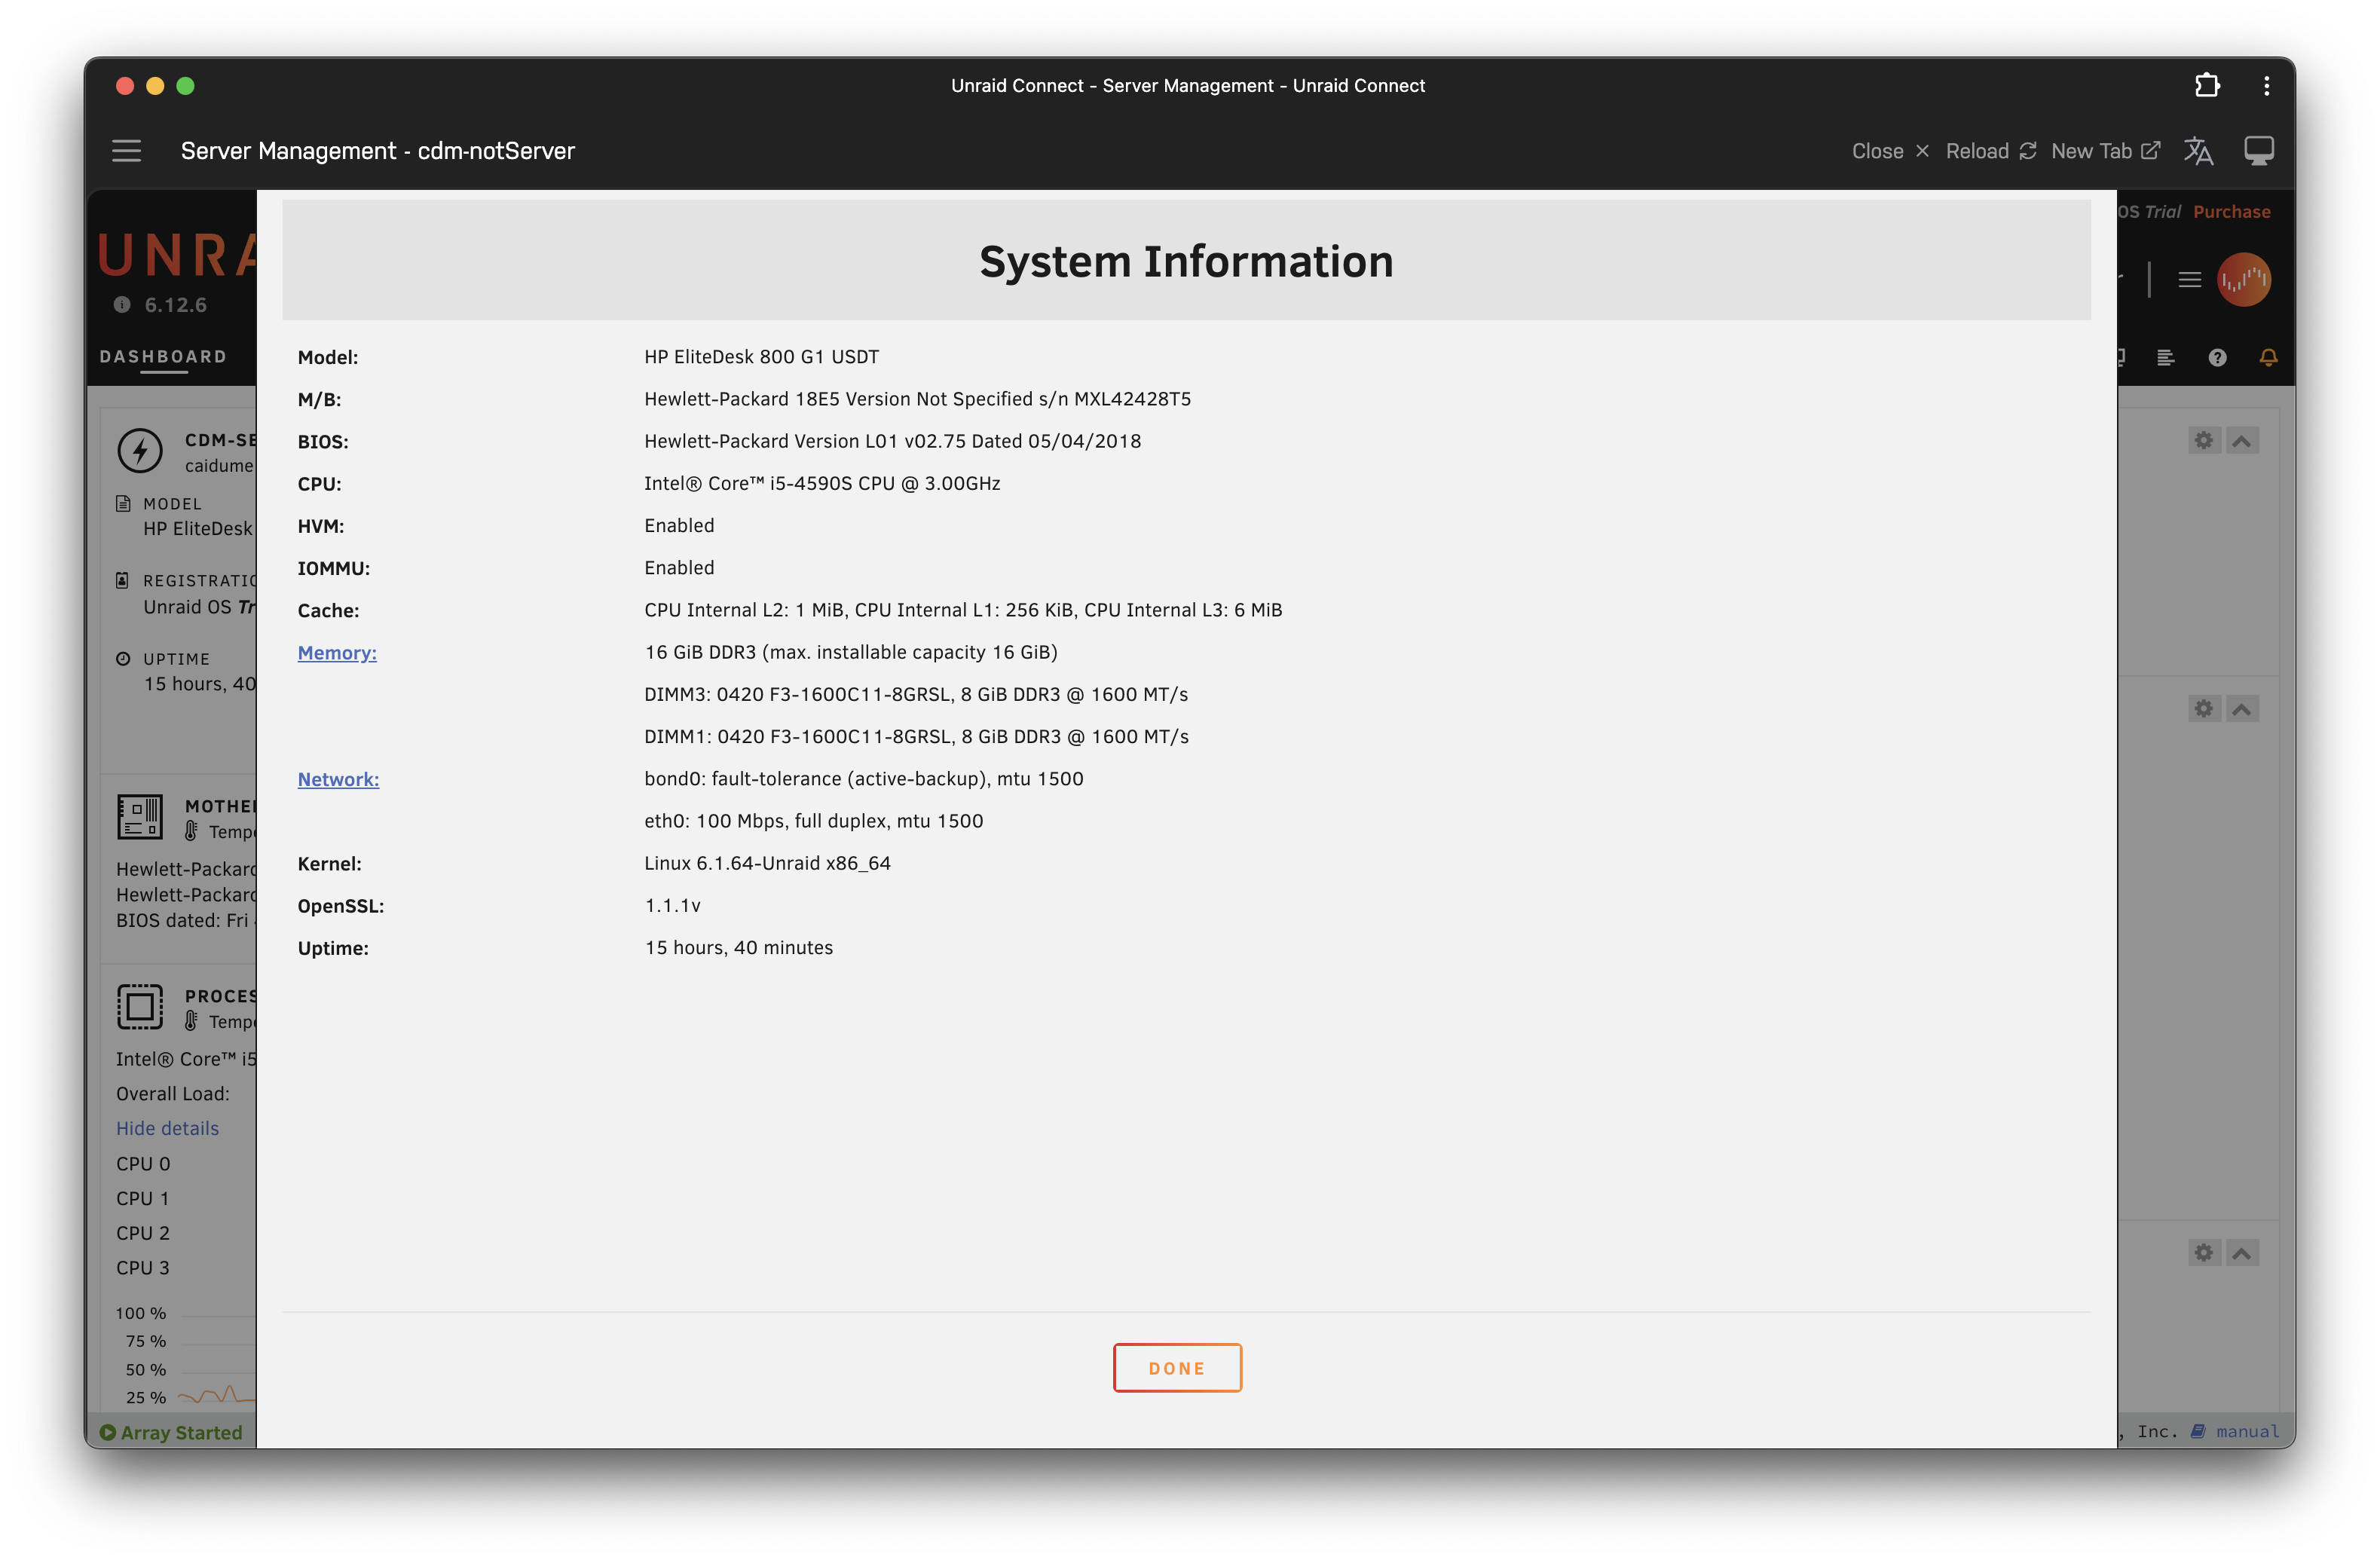 Unraid Connect - Server Management - Unraid Connect
Server Management - cdm-notServer
Close Reload New Tab
UNRA
6.12.6
DASHBOARD
OS Trial Purchase
CDM-SE
caidume
MODEL
HP EliteDesk
REGISTRATIO
Unraid OS Tr
UPTIME
15 hours, 40
MOTHE
Tempe
Hewlett-Packard
Hewlett-Packard
BIOS dated: Fri
PROCES
Tempe
Intel® Core™ i5
Overall Load:
Hide details
CPU 0
CPU 1
CPU 2
CPU 3
100 %
75 %
50 %
25 %
Array Started
System Information
Model: HP EliteDesk 800 G1 USDT
M/B: Hewlett-Packard 18E5 Version Not Specified s/n MXL42428T5
BIOS: Hewlett-Packard Version L01 v02.75 Dated 05/04/2018
CPU: Intel® Core™ i5-4590S CPU @ 3.00GHz
HVM: Enabled
IOMMU: Enabled
Cache: CPU Internal L2: 1 MiB, CPU Internal L1: 256 KiB, CPU Internal L3: 6 MiB
Memory: 16 GiB DDR3 (max. installable capacity 16 GiB)
DIMM3: 0420 F3-1600C11-8GRSL, 8 GiB DDR3 @ 1600 MT/s
DIMM1: 0420 F3-1600C11-8GRSL, 8 GiB DDR3 @ 1600 MT/s
Network: bond0: fault-tolerance (active-backup), mtu 1500
eth0: 100 Mbps, full duplex, mtu 1500
Kernel: Linux 6.1.64-Unraid x86_64
OpenSSL: 1.1.1v
Uptime: 15 hours, 40 minutes
DONE
, Inc. manual